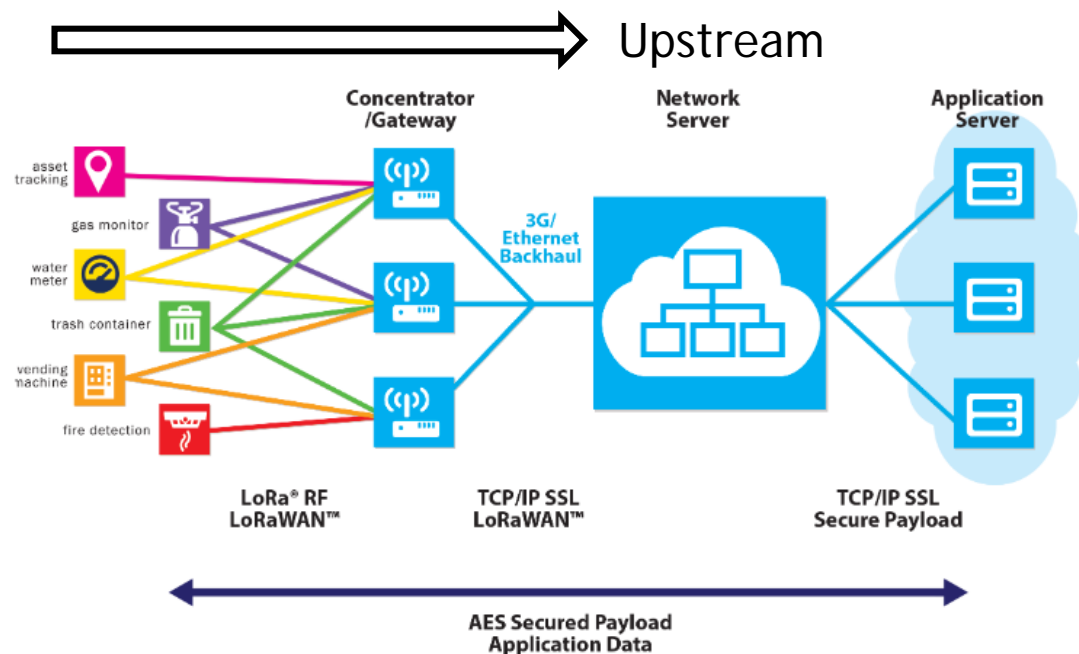 Upstream
Concentrator
/Gateway
Network
Server
Application
Server
asset
tracking
gas monitor
water
meter
trash container
vending
machine
fire detection
3G/
Ethernet
Backhaul
LoRa® RF
LoRaWAN™
TCP/IP SSL
LoRaWAN™
TCP/IP SSL
Secure Payload
AES Secured Payload
Application Data